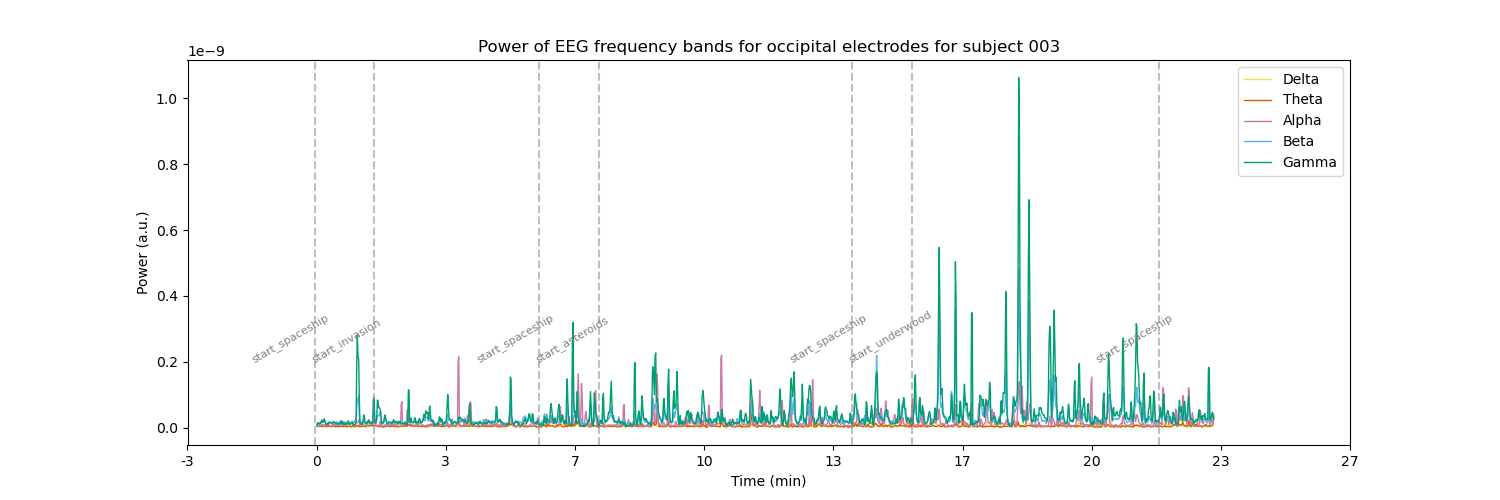 Power of EEG frequency bands for occipital electrodes for subject 003
1e−9
1.0
0.8
0.6
0.4
0.2
0.0
Power (a.u.)
start_spaceship
start_invasion
start_spaceship
start_asteroids
start_spaceship
start_underwood
start_spaceship
Delta
Theta
Alpha
Beta
Gamma
-3 0 3 7 10 13 17 20 23 27
Time (min)